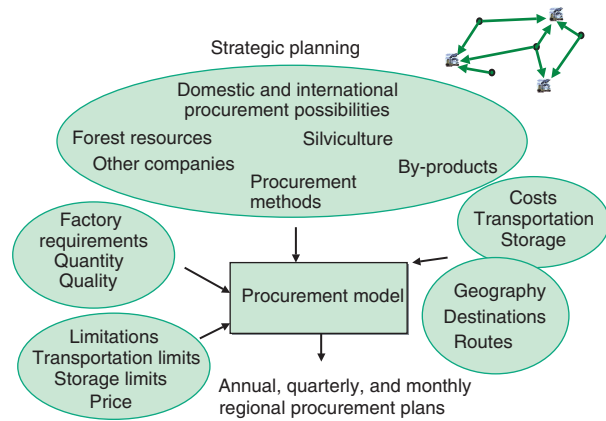 Strategic planning
Domestic and international
procurement possibilities
Forest resources
Silviculture
Other companies
By-products
Procurement
methods
Costs
Transportation
Storage
Factory
requirements
Quantity
Quality
Procurement model
Geography
Destinations
Routes
Limitations
Transportation limits
Storage limits
Price
Annual, quarterly, and monthly
regional procurement plans